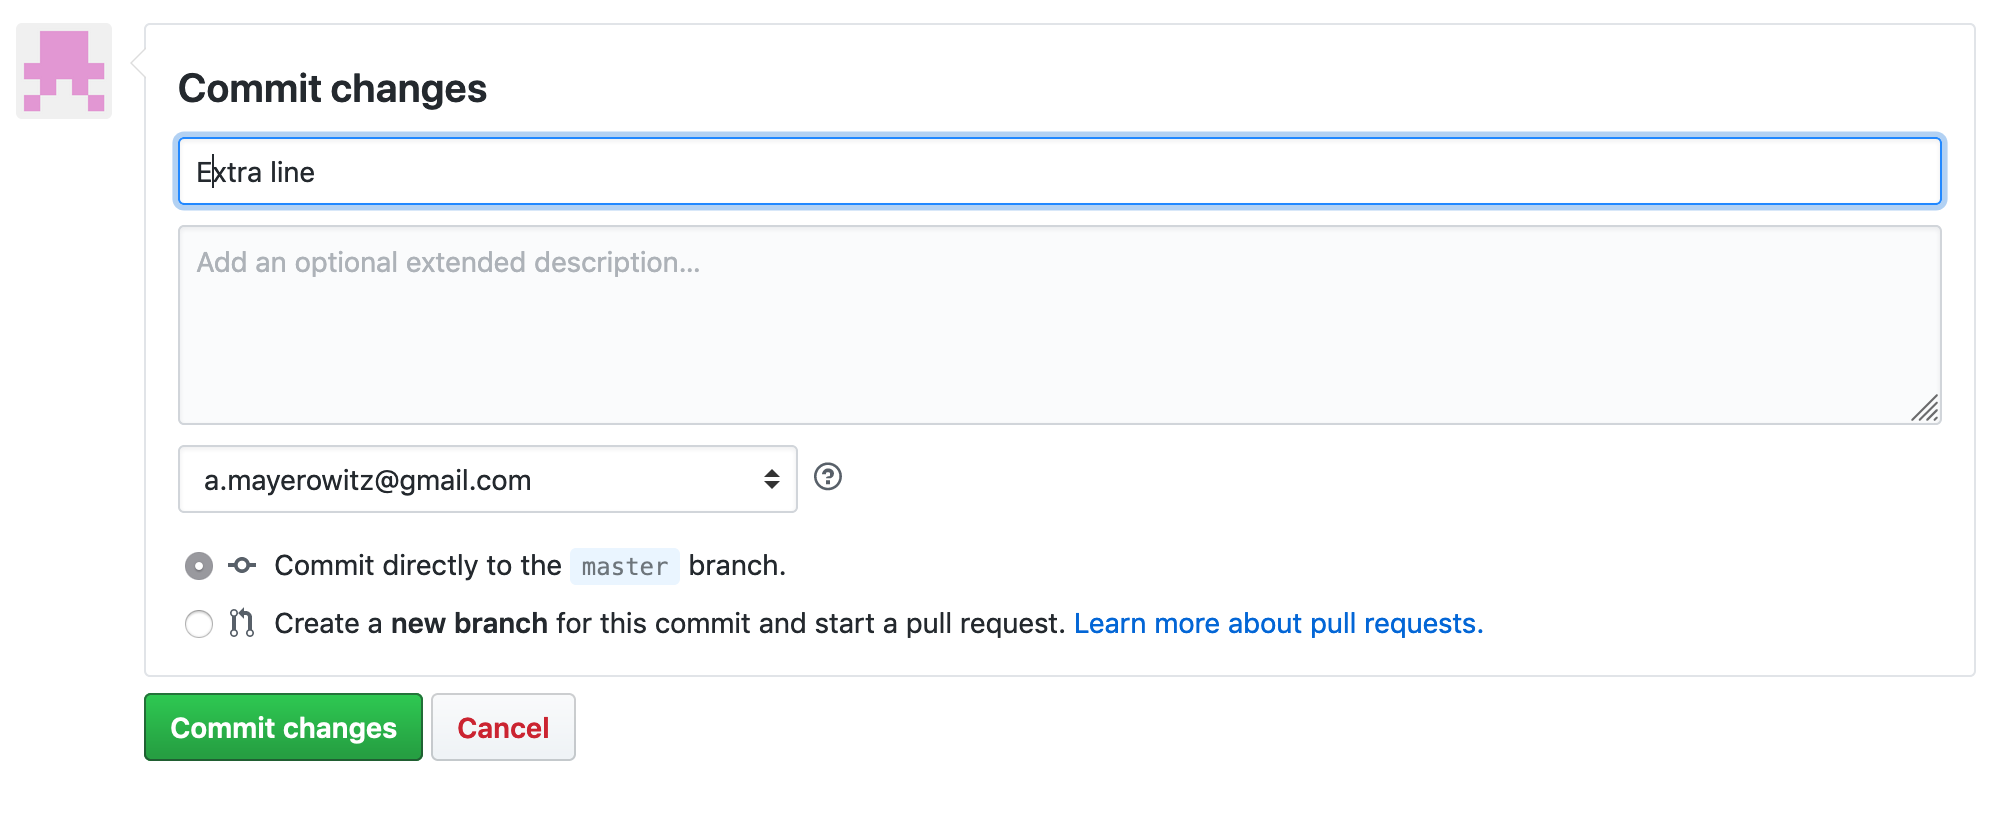 Commit changes
Extra line
Add an optional extended description...
a.mayerowitz@gmail.com
Commit directly to the master branch.
Create a new branch for this commit and start a pull request. Learn more about pull requests.
Commit changes Cancel